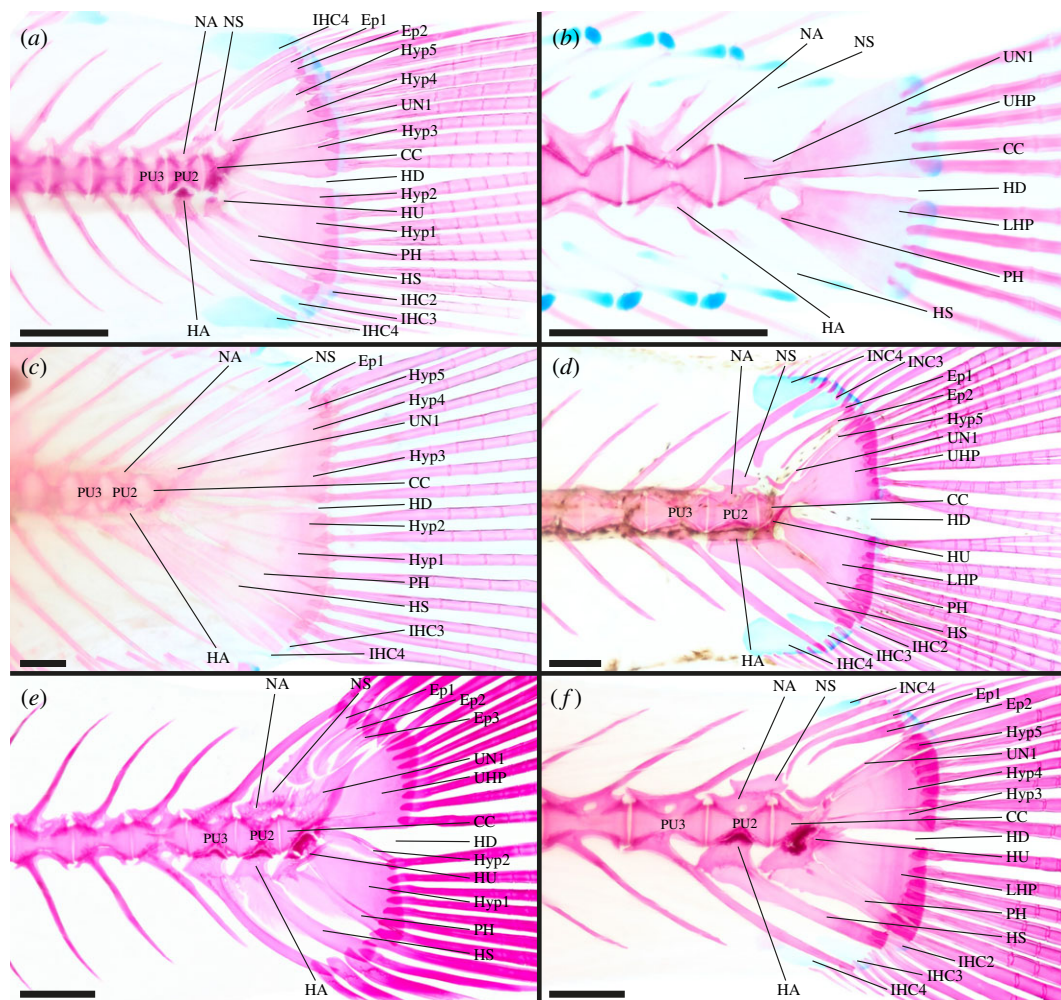 (a)
NA
NS
IHC4
Ep1
Ep2
Hyp5
Hyp4
UN1
Hyp3
CC
HD
Hyp2
HU
Hyp1
PH
HS
IHC2
IHC3
IHC4
HA
PU3
PU2
(b)
NA
NS
UN1
UHP
CC
HD
LHP
PH
HS
HA
(c)
NA
NS
Ep1
Hyp5
Hyp4
UN1
Hyp3
CC
HD
Hyp2
Hyp1
PH
HS
IHC3
IHC4
HA
PU3
PU2
(d)
NA
NS
INC4
INC3
Ep1
Ep2
Hyp5
UN1
UHP
CC
HD
HU
LHP
PH
HS
IHC2
IHC3
IHC4
HA
PU3
PU2
(e)
NA
NS
Ep1
Ep2
Ep3
UN1
UHP
CC
HD
Hyp2
HU
Hyp1
PH
HS
HA
PU3
PU2
(f)
NA
NS
INC4
Ep1
Ep2
Hyp5
UN1
Hyp4
Hyp3
CC
HD
HU
LHP
PH
HS
IHC2
IHC3
IHC4
HA
PU3
PU2